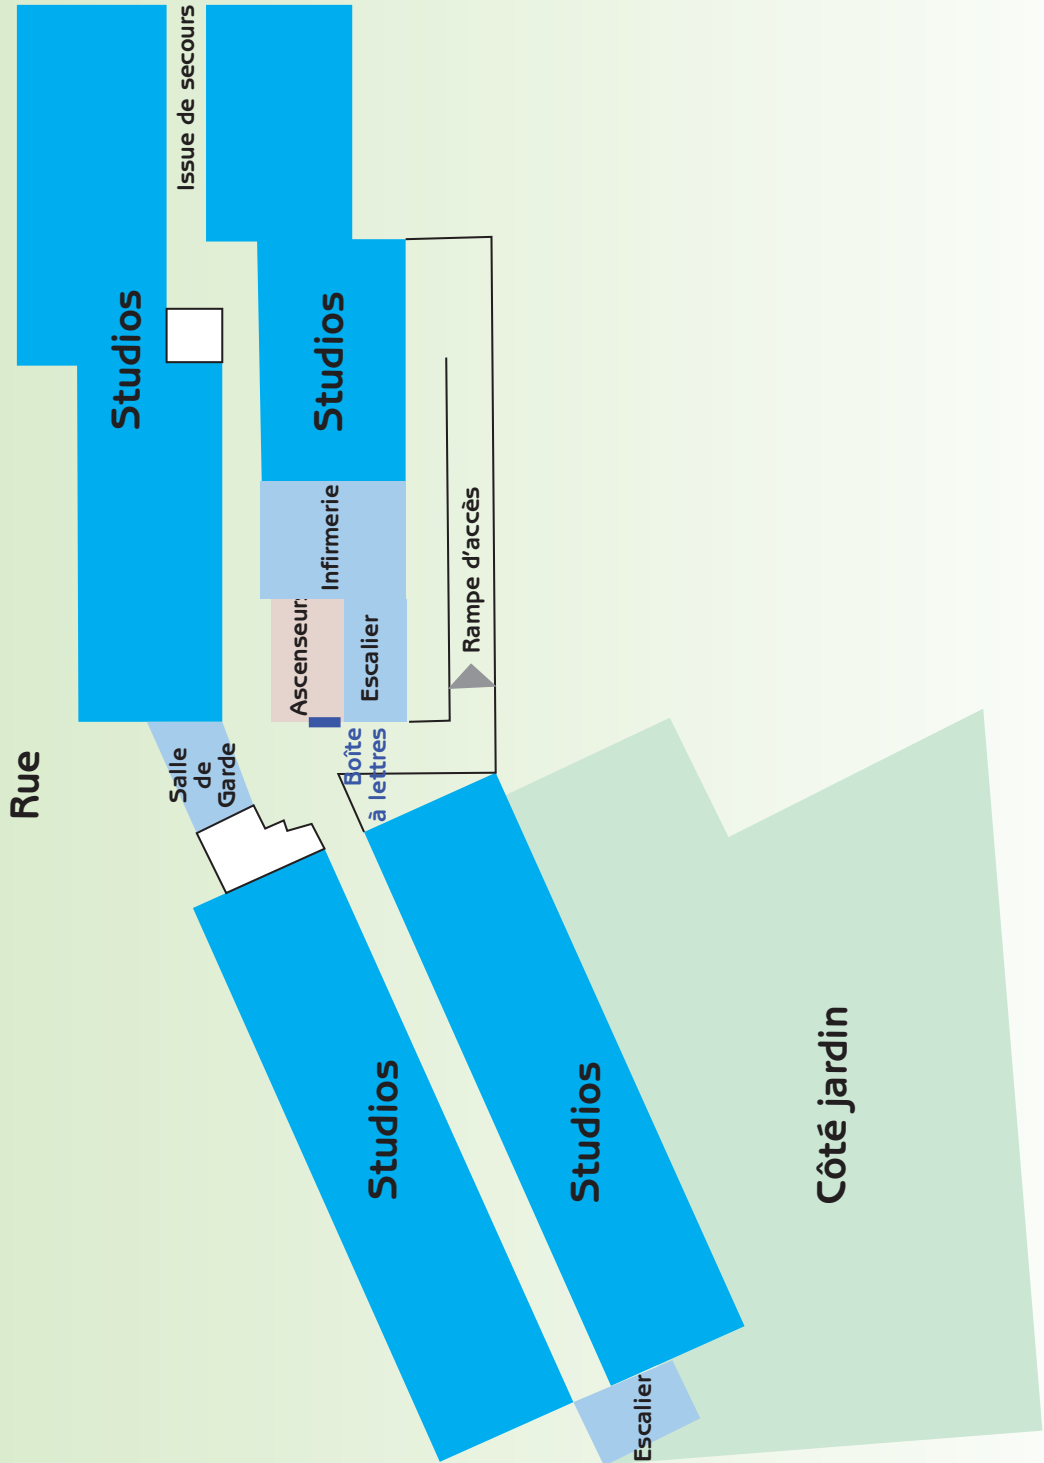 Rue
Issue de secours
Studios
Studios
Infirmerie
Ascenseur
Escalier
Rampe d'accès
Salle
de
Garde
Boîte
à lettres
Studios
Studios
Escalier
Côté jardin